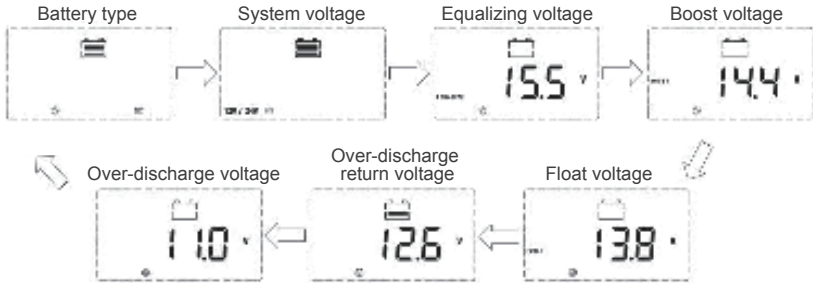 Battery type
System voltage
Equalizing voltage
Boost voltage
15.5 V
14.4
Over-discharge voltage
Over-discharge
return voltage
Float voltage
11.0 V
12.6 V
13.8